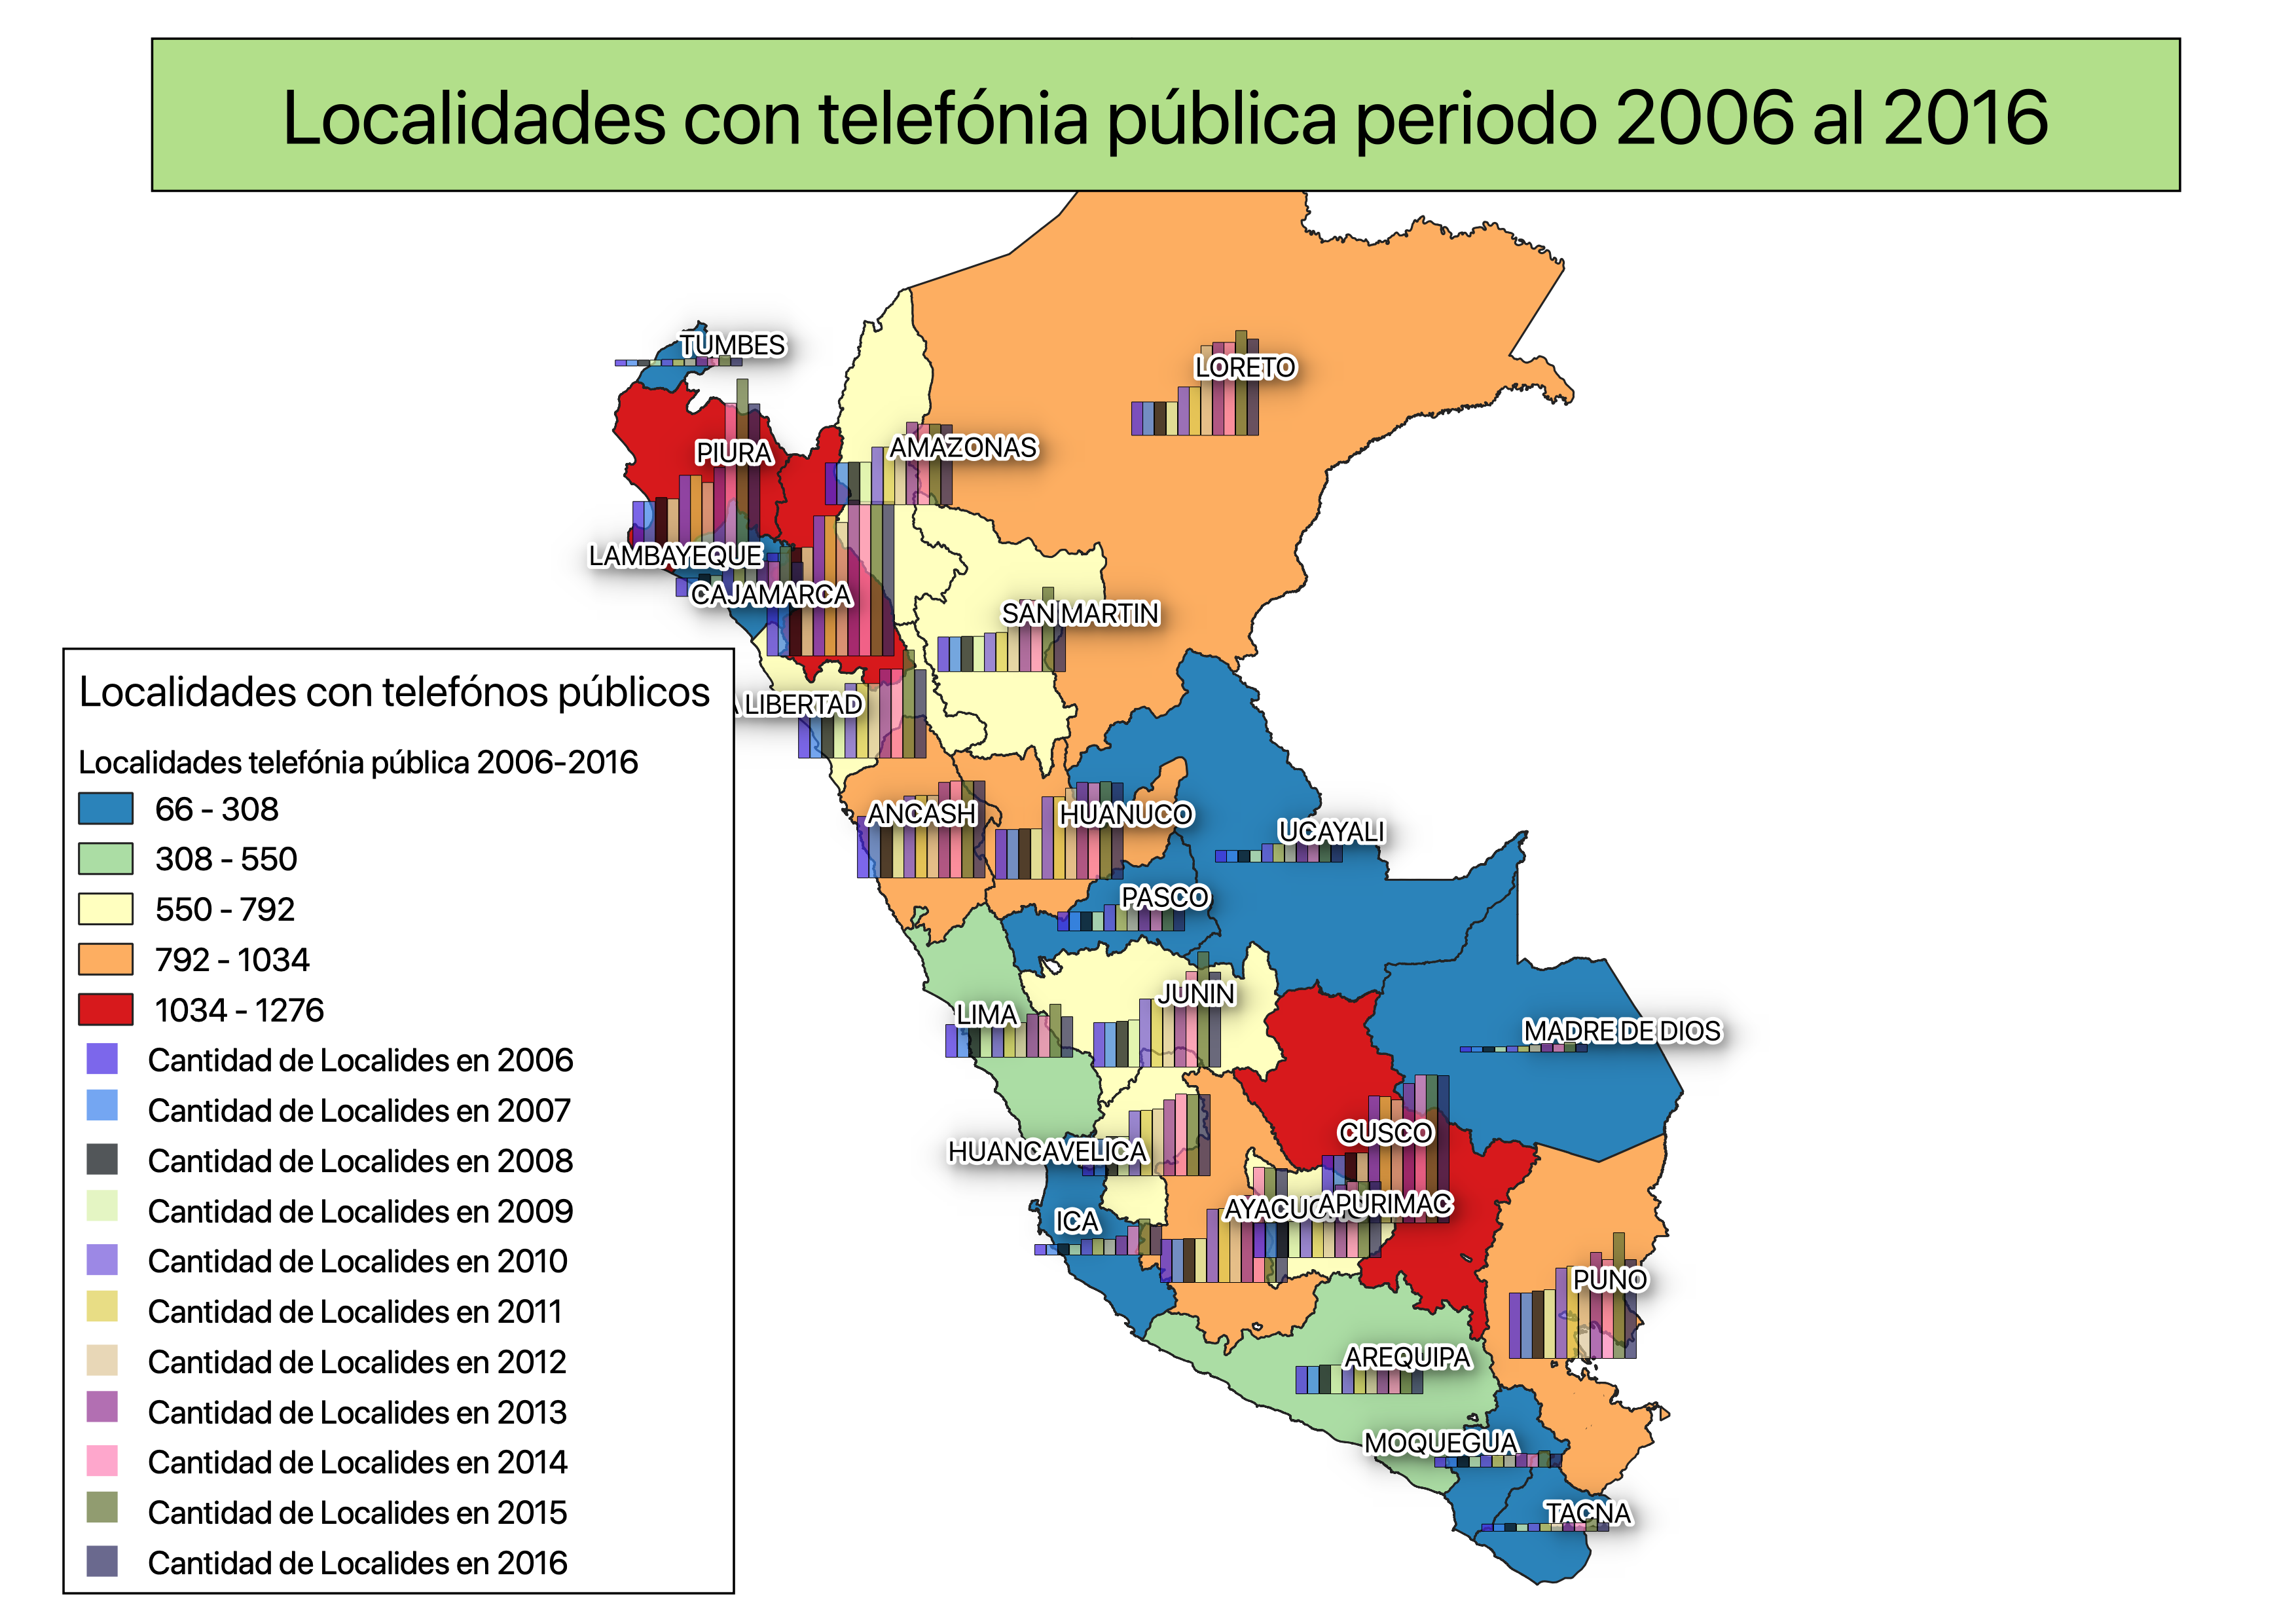 Localidades con telefónia pública periodo 2006 al 2016
TUMBES
LORETO
AMAZONAS
PIURA
LAMBAYEQUE
CAJAMARCA
SAN MARTIN
LIBERTAD
ANCASH
HUANUCO
UCAYALI
PASCO
JUNIN
LIMA
MADRE DE DIOS
CUSCO
HUANCAVELICA
APURIMAC
ICA
PUNO
AREQUIPA
MOQUEGUA
TACNA
Localidades con telefónos públicos
Localidades telefónia pública 2006-2016
66 - 308
308 - 550
550 - 792
792 - 1034
1034 - 1276
Cantidad de Localides en 2006
Cantidad de Localides en 2007
Cantidad de Localides en 2008
Cantidad de Localides en 2009
Cantidad de Localides en 2010
Cantidad de Localides en 2011
Cantidad de Localides en 2012
Cantidad de Localides en 2013
Cantidad de Localides en 2014
Cantidad de Localides en 2015
Cantidad de Localides en 2016